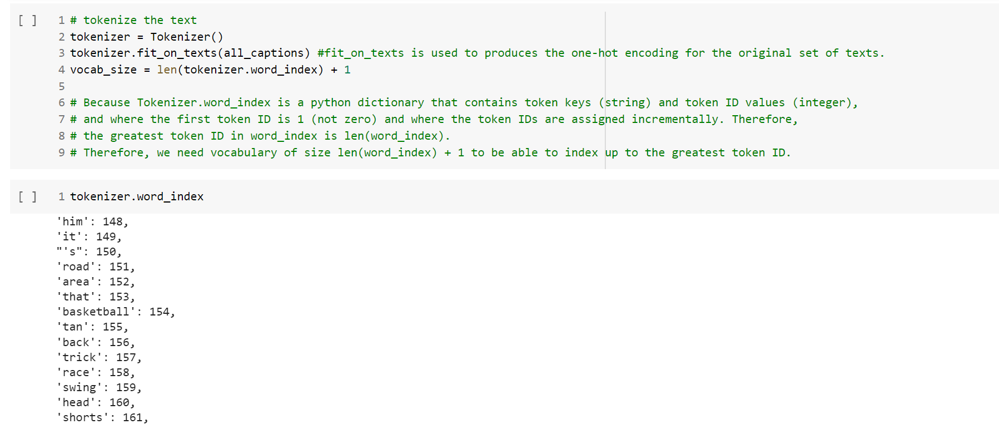 [ ] 1 # tokenize the text
2 tokenizer = Tokenizer()
3 tokenizer.fit_on_texts(all_captions) #fit_on_texts is used to produces the one-hot encoding for the original set of texts.
4 vocab_size = len(tokenizer.word_index) + 1
5
6 # Because Tokenizer.word_index is a python dictionary that contains token keys (string) and token ID values (integer),
7 # and where the first token ID is 1 (not zero) and where the token IDs are assigned incrementally. Therefore,
8 # the greatest token ID in word_index is len(word_index).
9 # Therefore, we need vocabulary of size len(word_index) + 1 to be able to index up to the greatest token ID.
[ ] 1 tokenizer.word_index
'him': 148,
'it': 149,
"'s": 150,
'road': 151,
'area': 152,
'that': 153,
'basketball': 154,
'tan': 155,
'back': 156,
'trick': 157,
'race': 158,
'swing': 159,
'head': 160,
'shorts': 161,